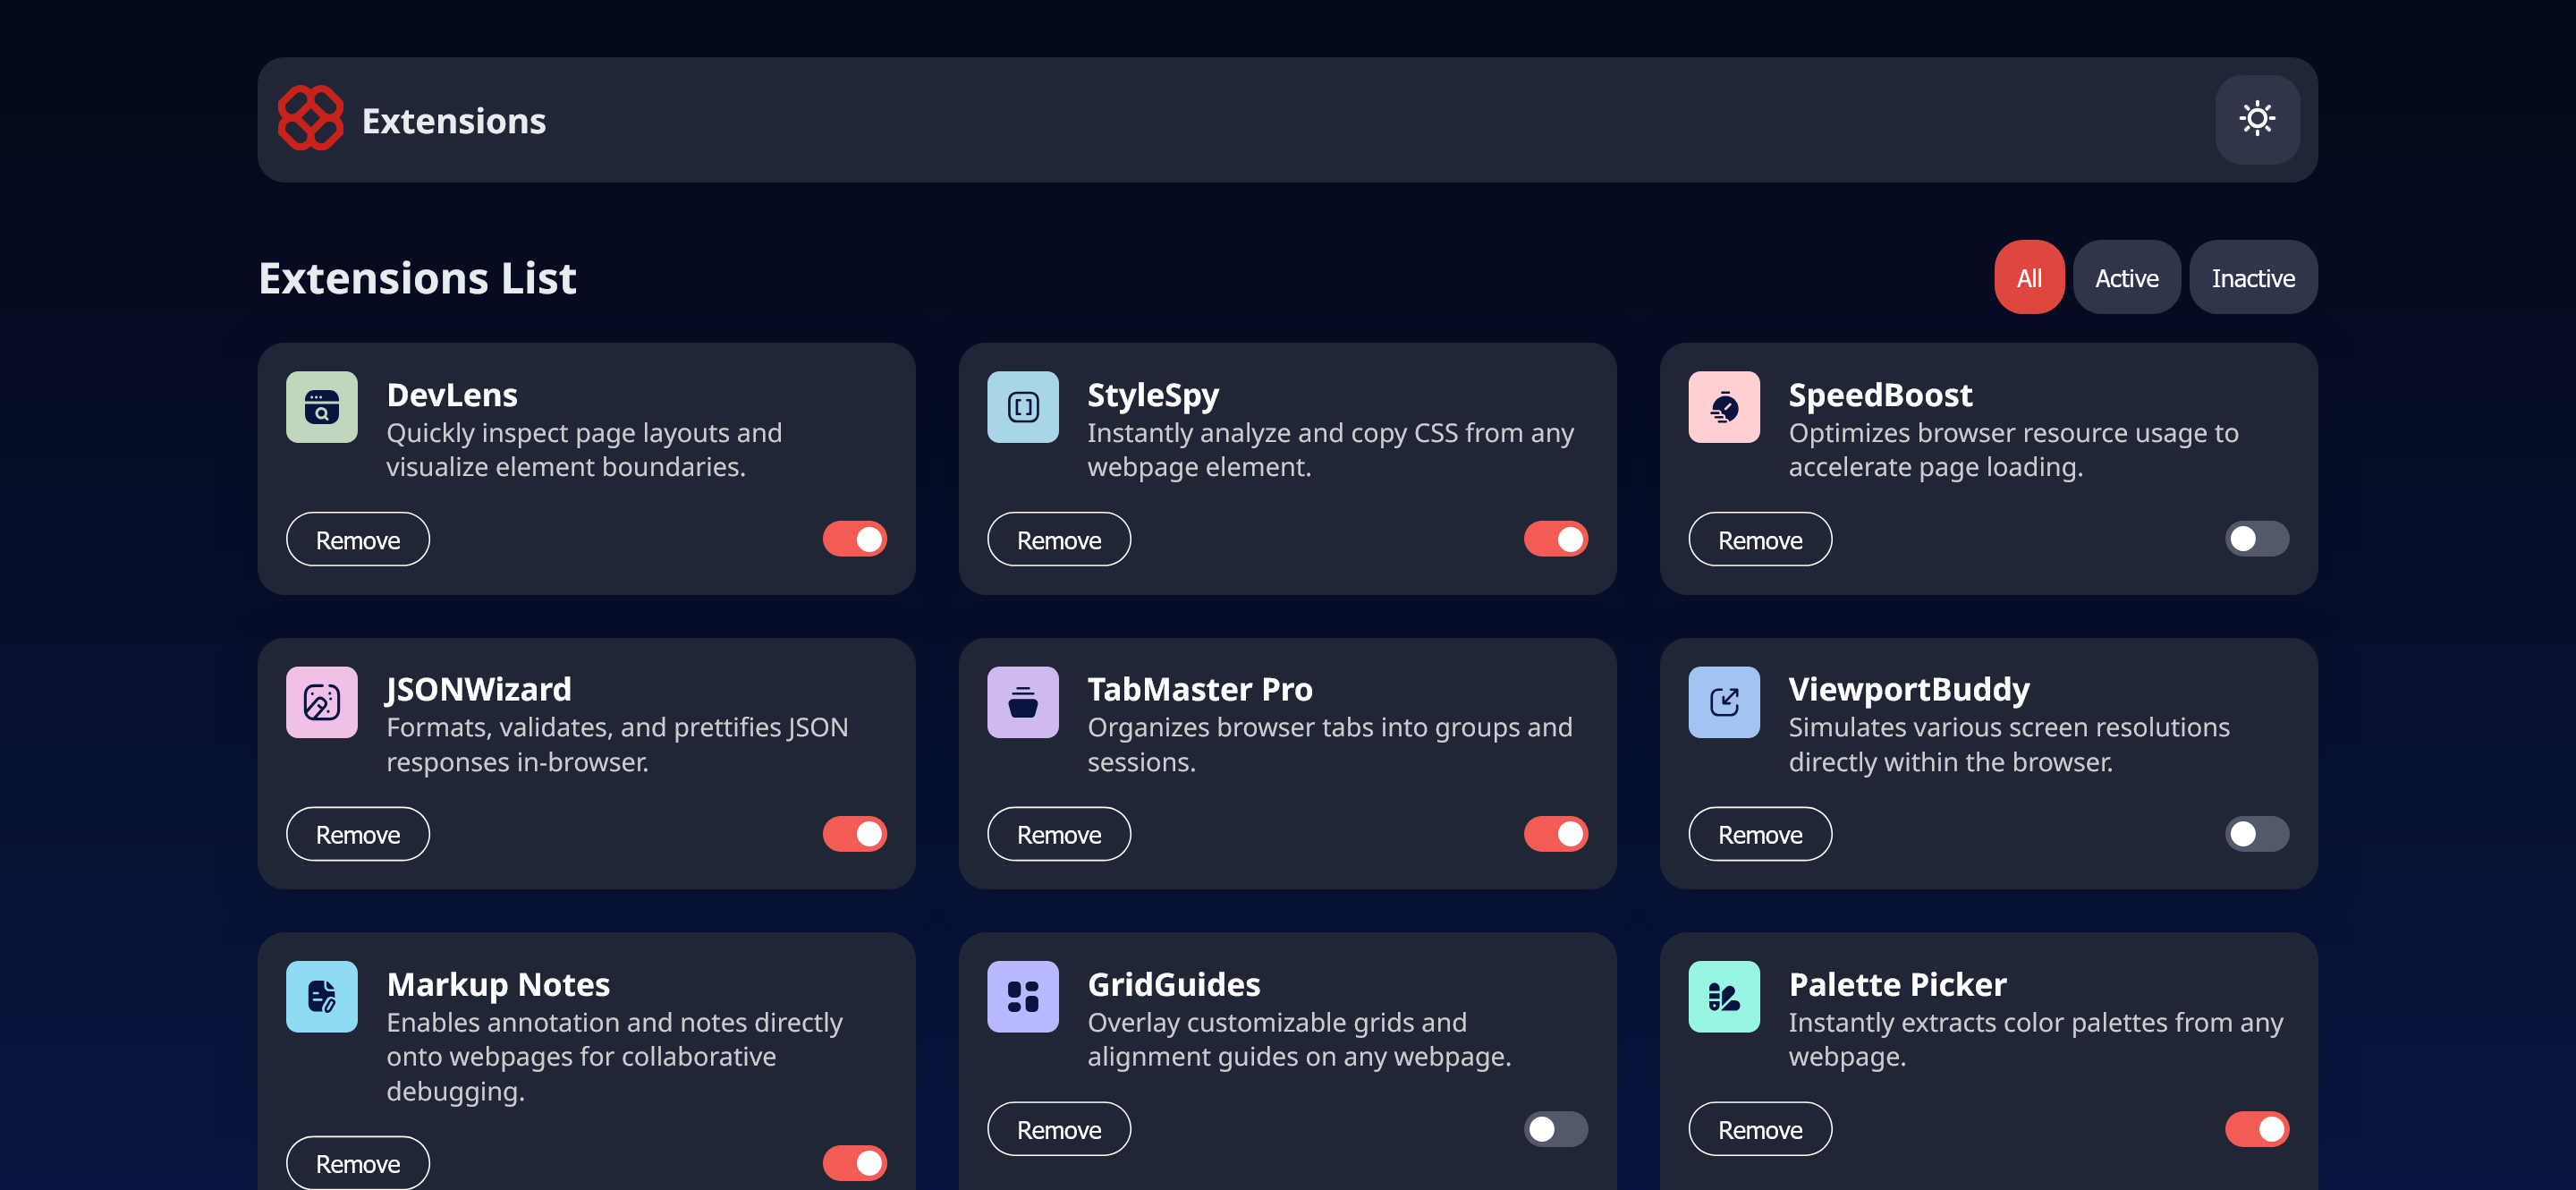 Extensions
Extensions List
All
Active
Inactive
DevLens
Quickly inspect page layouts and
visualize element boundaries.
Remove
StyleSpy
Instantly analyze and copy CSS from any
webpage element.
Remove
SpeedBoost
Optimizes browser resource usage to
accelerate page loading.
Remove
JSONWizard
Formats, validates, and prettifies JSON
responses in-browser.
Remove
TabMaster Pro
Organizes browser tabs into groups and
sessions.
Remove
ViewportBuddy
Simulates various screen resolutions
directly within the browser.
Remove
Markup Notes
Enables annotation and notes directly
onto webpages for collaborative
debugging.
Remove
GridGuides
Overlay customizable grids and
alignment guides on any webpage.
Remove
Palette Picker
Instantly extracts color palettes from any
webpage.
Remove